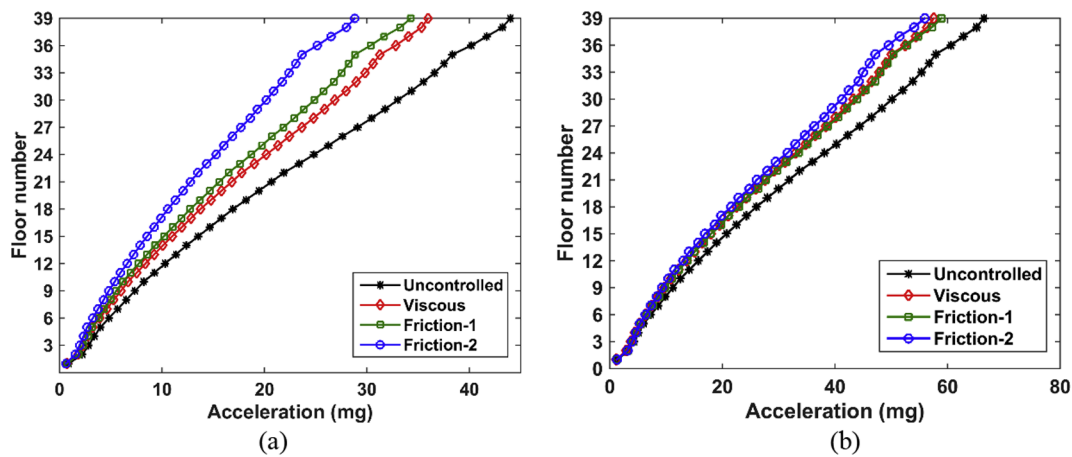 39
36
33
30
27
24
21
18
15
12
9
6
3
Floor number
0
10
20
30
40
Acceleration (mg)
Uncontrolled
Viscous
Friction-1
Friction-2
(a)
39
36
33
30
27
24
21
18
15
12
9
6
3
0
Floor number
0
20
40
60
80
Acceleration (mg)
Uncontrolled
Viscous
Friction-1
Friction-2
(b)